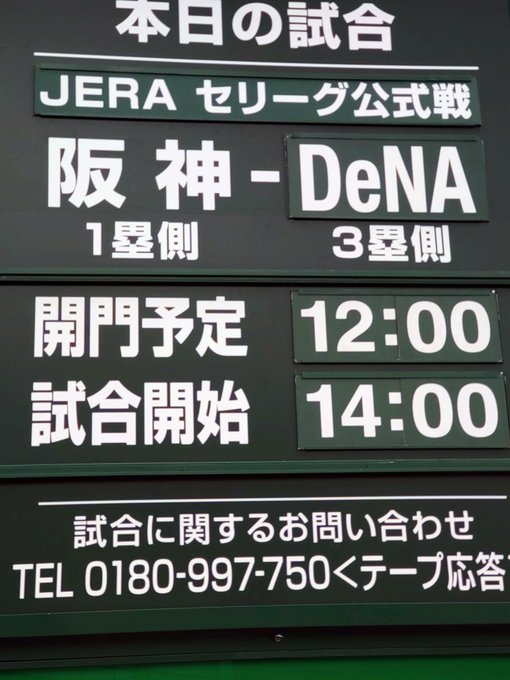 本日の試合
JERA セリーグ公式戦
阪神-DeNA
1塁側 3塁側
開門予定 12:00
試合開始 14:00
試合に関するお問い合わせ
TEL 0180-997-750<テープ応答